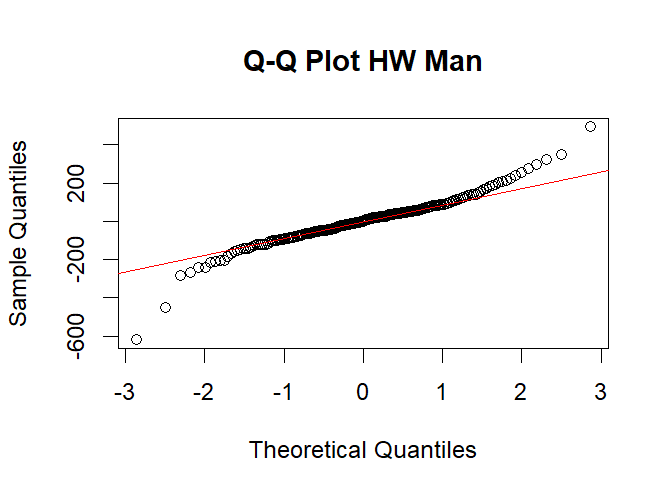 Q-Q Plot HW Man
Sample Quantiles
200
-200
-600
-3 -2 -1 0 1 2 3
Theoretical Quantiles